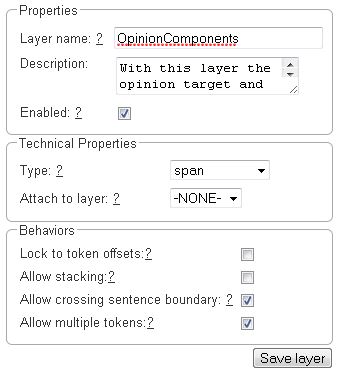 Properties
Layer name: ? OpinionComponents
Description: With this layer the
opinion target and
Enabled: ?
Technical Properties
Type: ? span
Attach to layer: ? -NONE-
Behaviors
Lock to token offsets:?
Allow stacking:?
Allow crossing sentence boundary: ?
Allow multiple tokens:?
Save layer